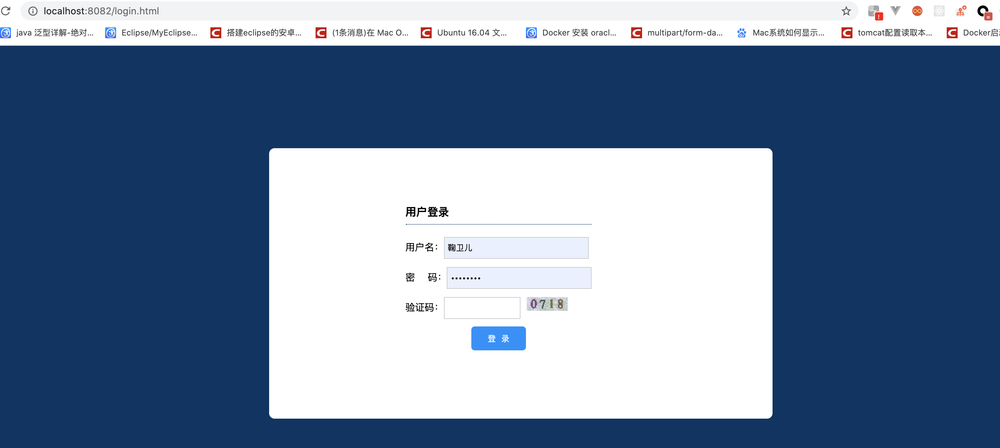 localhost:8082/login.html
java 泛型详解-绝对... Eclipse/MyEclipse... 搭建eclipse的安卓... (1条消息)在 Mac O... Ubuntu 16.04 文... Docker 安装 oracl... multipart/form-da... Mac系统如何显示... tomcat配置读取本... Docker启
用户登录
用户名： 鞠卫儿
密 码： ••••••••
验证码： 0718
登 录